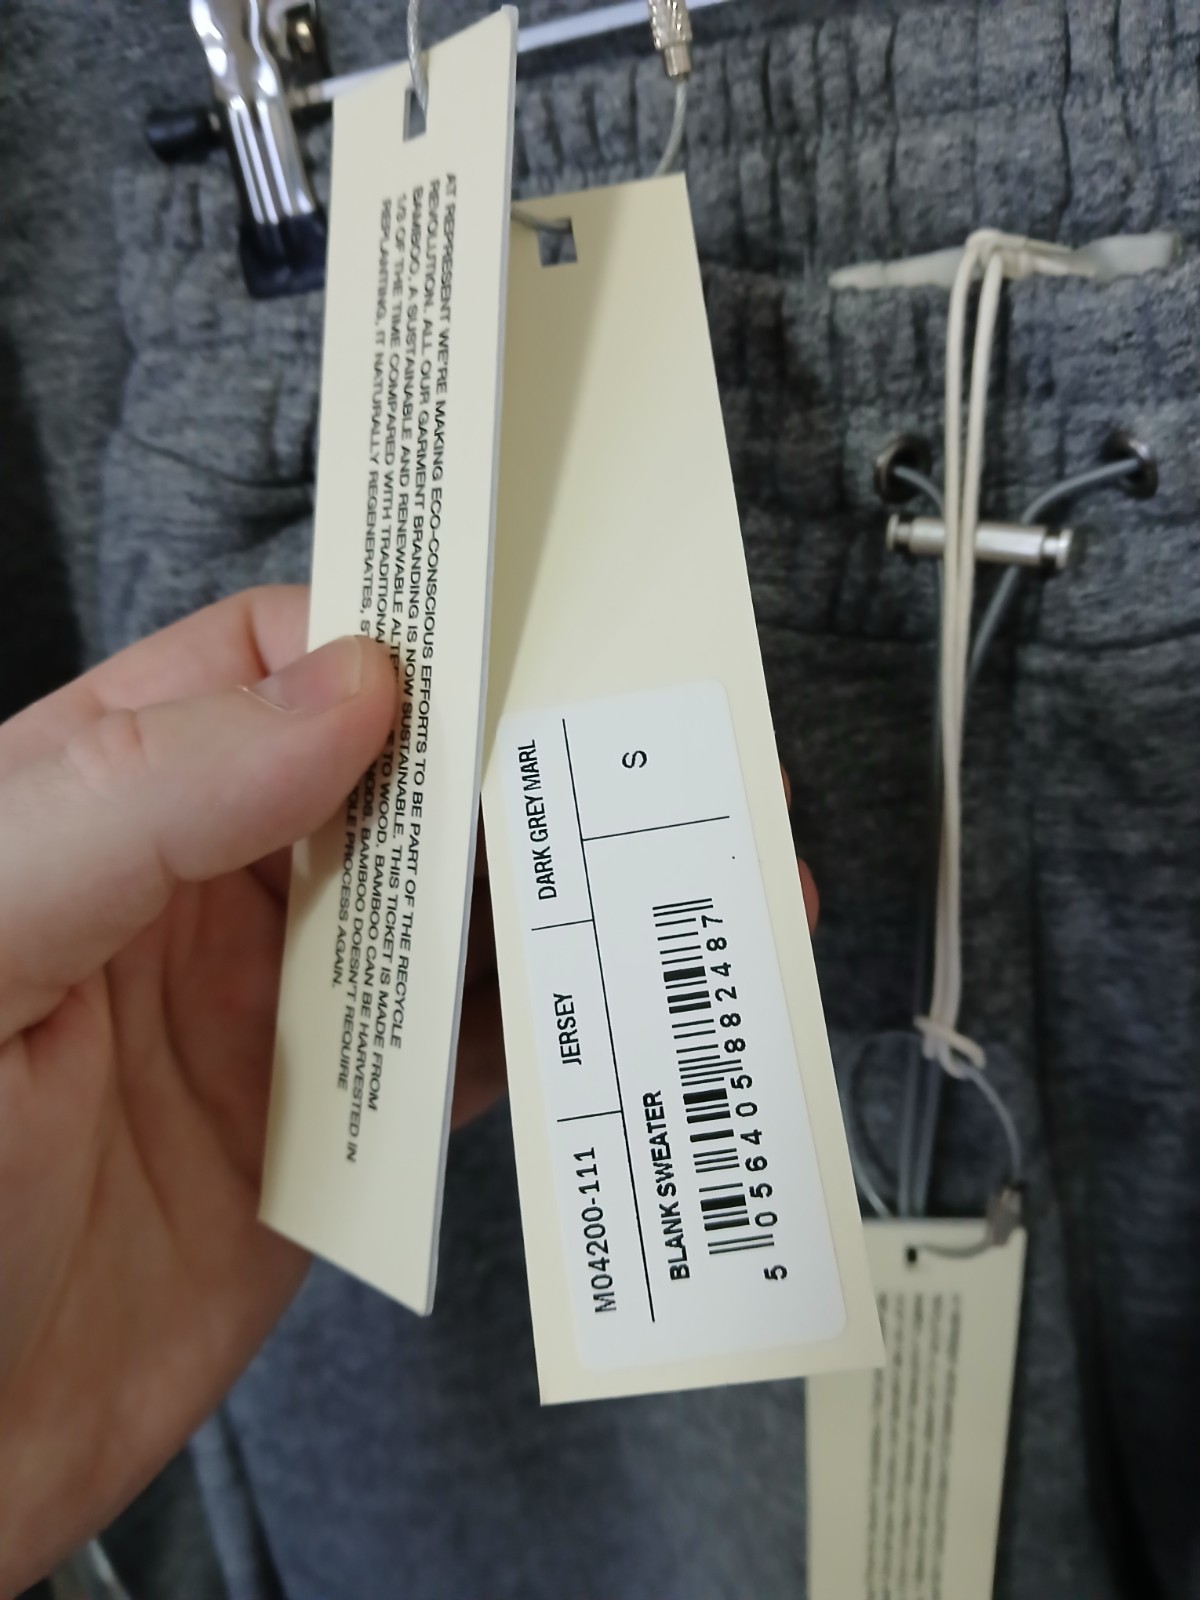 AT REPRESENT WE'RE MAKING ECO-CONSCIOUS EFFORTS TO BE PART OF THE RECYCLE
REVOLUTION. ALL OUR GARMENT BRANDING IS NOW SUSTAINABLE. THIS TICKET IS MADE FROM
BAMBOO, A SUSTAINABLE AND RENEWABLE TO WOOD. BAMBOO CAN BE HARVESTED IN
1/3 OF THE TIME COMPARED WITH TRADITIONAL BAMBOO DOESN'T REQUIRE
REPLANTING, IT NATURALLY REGENERATES, PROCESS AGAIN.
M04200-111 JERSEY DARK GREY MARL
BLANK SWEATER S
5 056405 882487